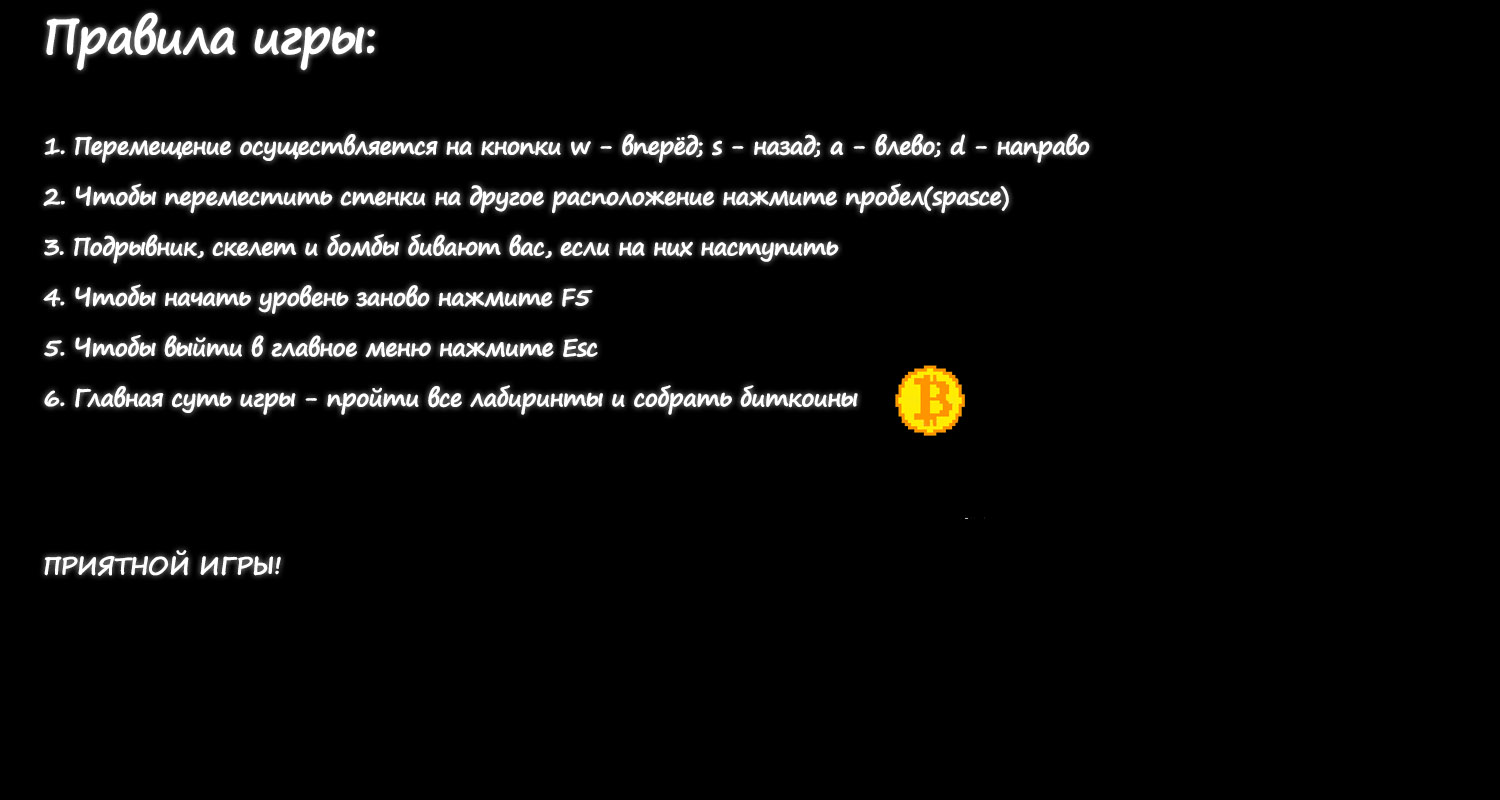 Правила игры:
1. Перемещение осуществляется на кнопки w - вперёд; s - назад; a - влево; d - направо
2. Чтобы переместить стенки на другое расположение нажмите пробел(spasce)
3. Подрывник, скелет и бомбы бивают вас, если на них наступить
4. Чтобы начать уровень заново нажмите F5
5. Чтобы выйти в главное меню нажмите Esc
6. Главная суть игры - пройти все лабиринты и собрать биткоины
ПРИЯТНОЙ ИГРЫ!